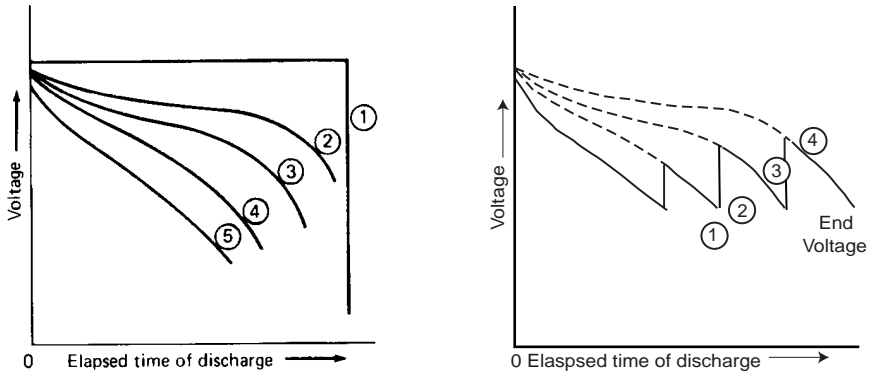 Voltage
①
②
③
④
⑤
0 Elapsed time of discharge
Voltage
④
③
②
①
End
Voltage
0 Elaspsed time of discharge